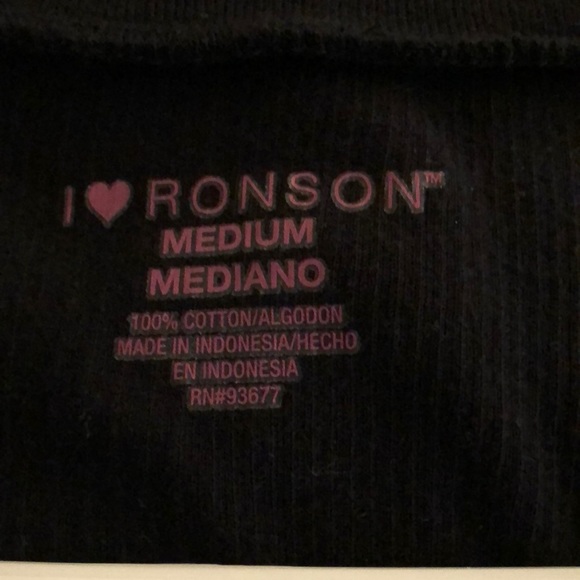 I ♥ RONSON™
MEDIUM
MEDIANO
100% COTTON/ALGODON
MADE IN INDONESIA/HECHO
EN INDONESIA
RN#93677